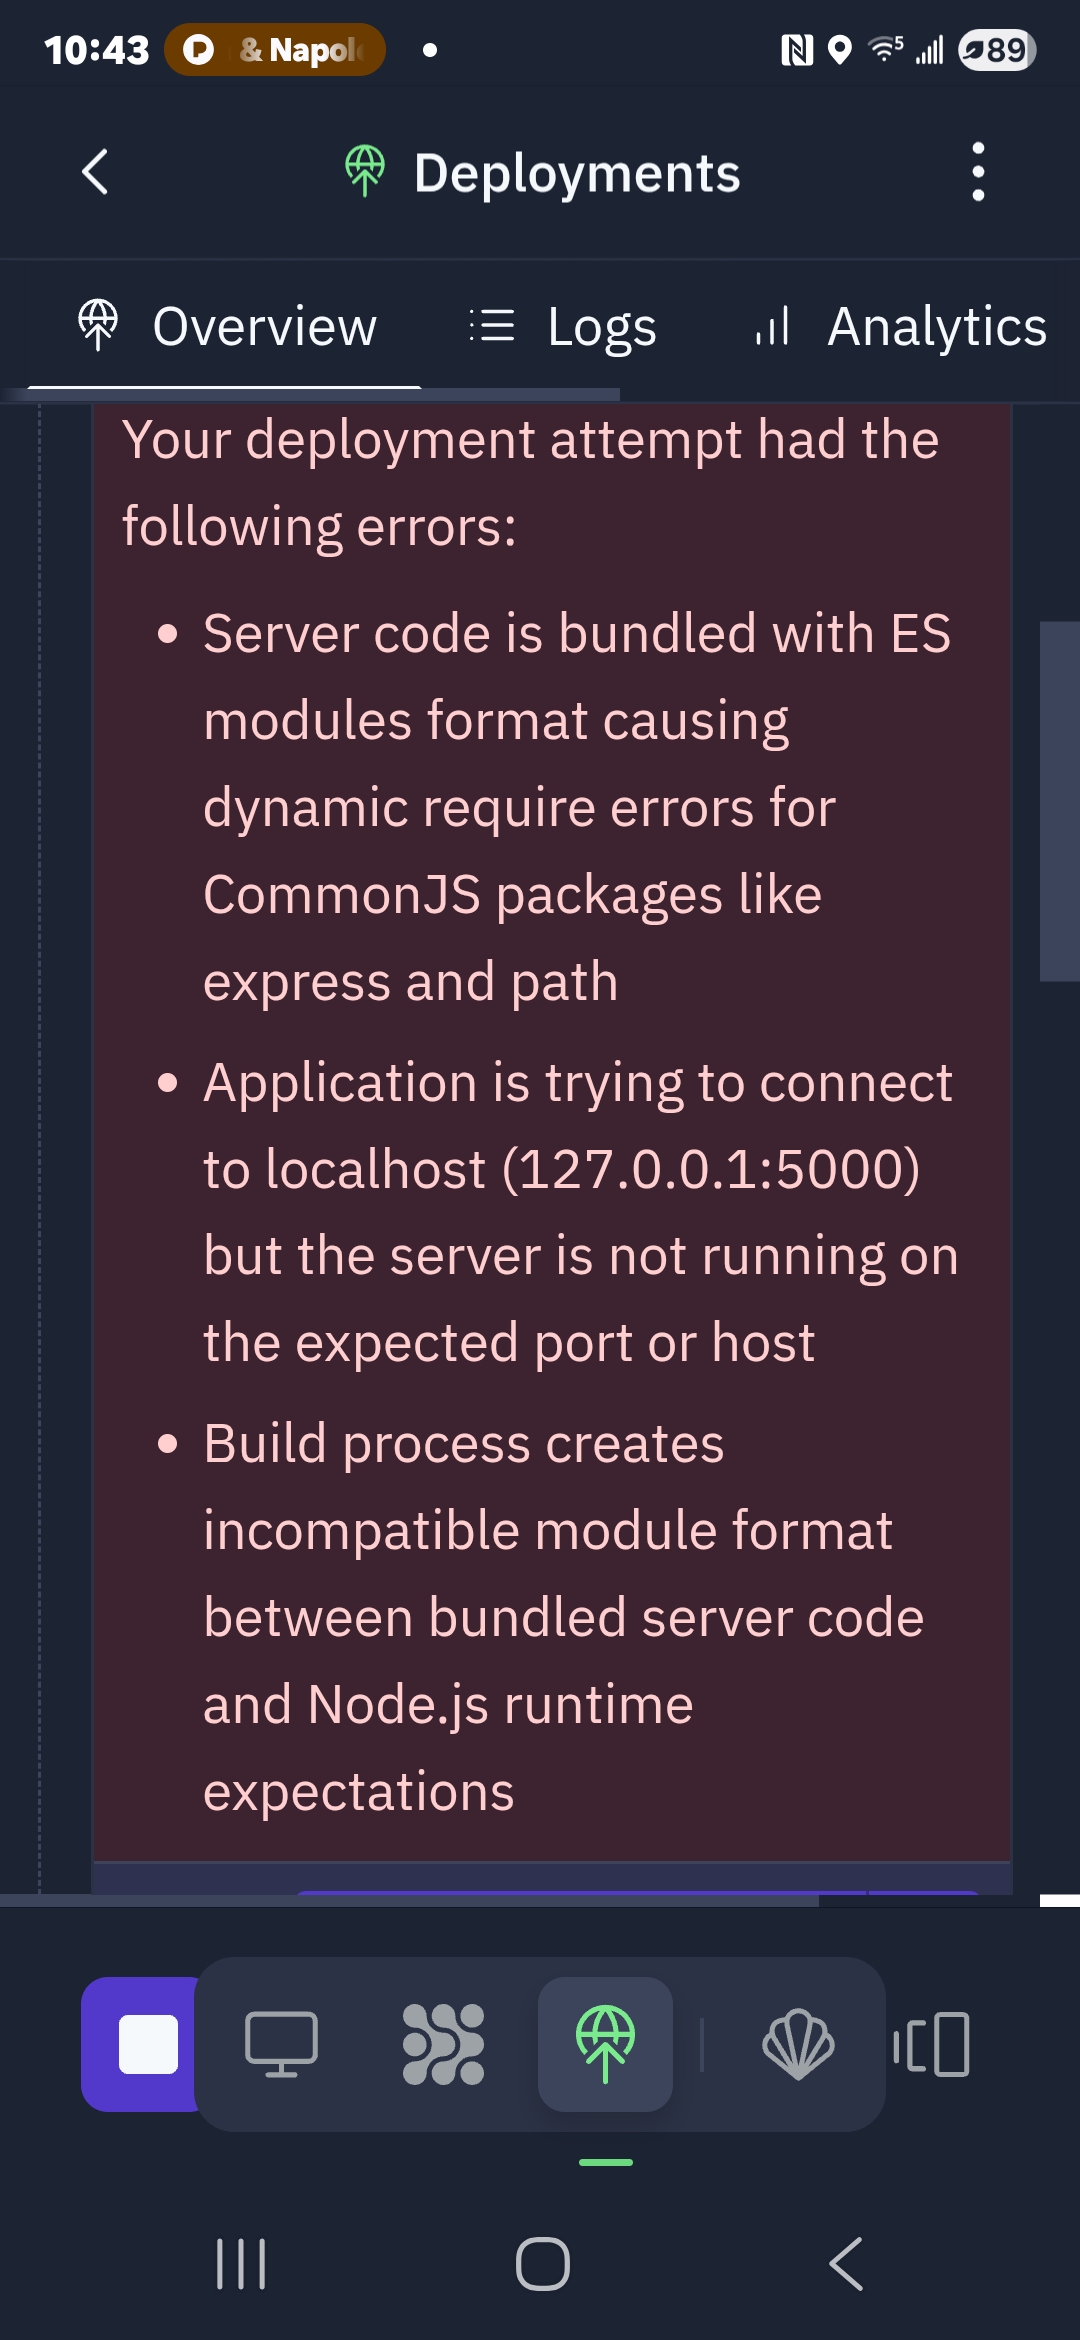 10:43
& Napol
5
89
Deployments
Overview
Logs
Analytics
Your deployment attempt had the
following errors:
• Server code is bundled with ES
modules format causing
dynamic require errors for
CommonJS packages like
express and path
• Application is trying to connect
to localhost (127.0.0.1:5000)
but the server is not running on
the expected port or host
• Build process creates
incompatible module format
between bundled server code
and Node.js runtime
expectations